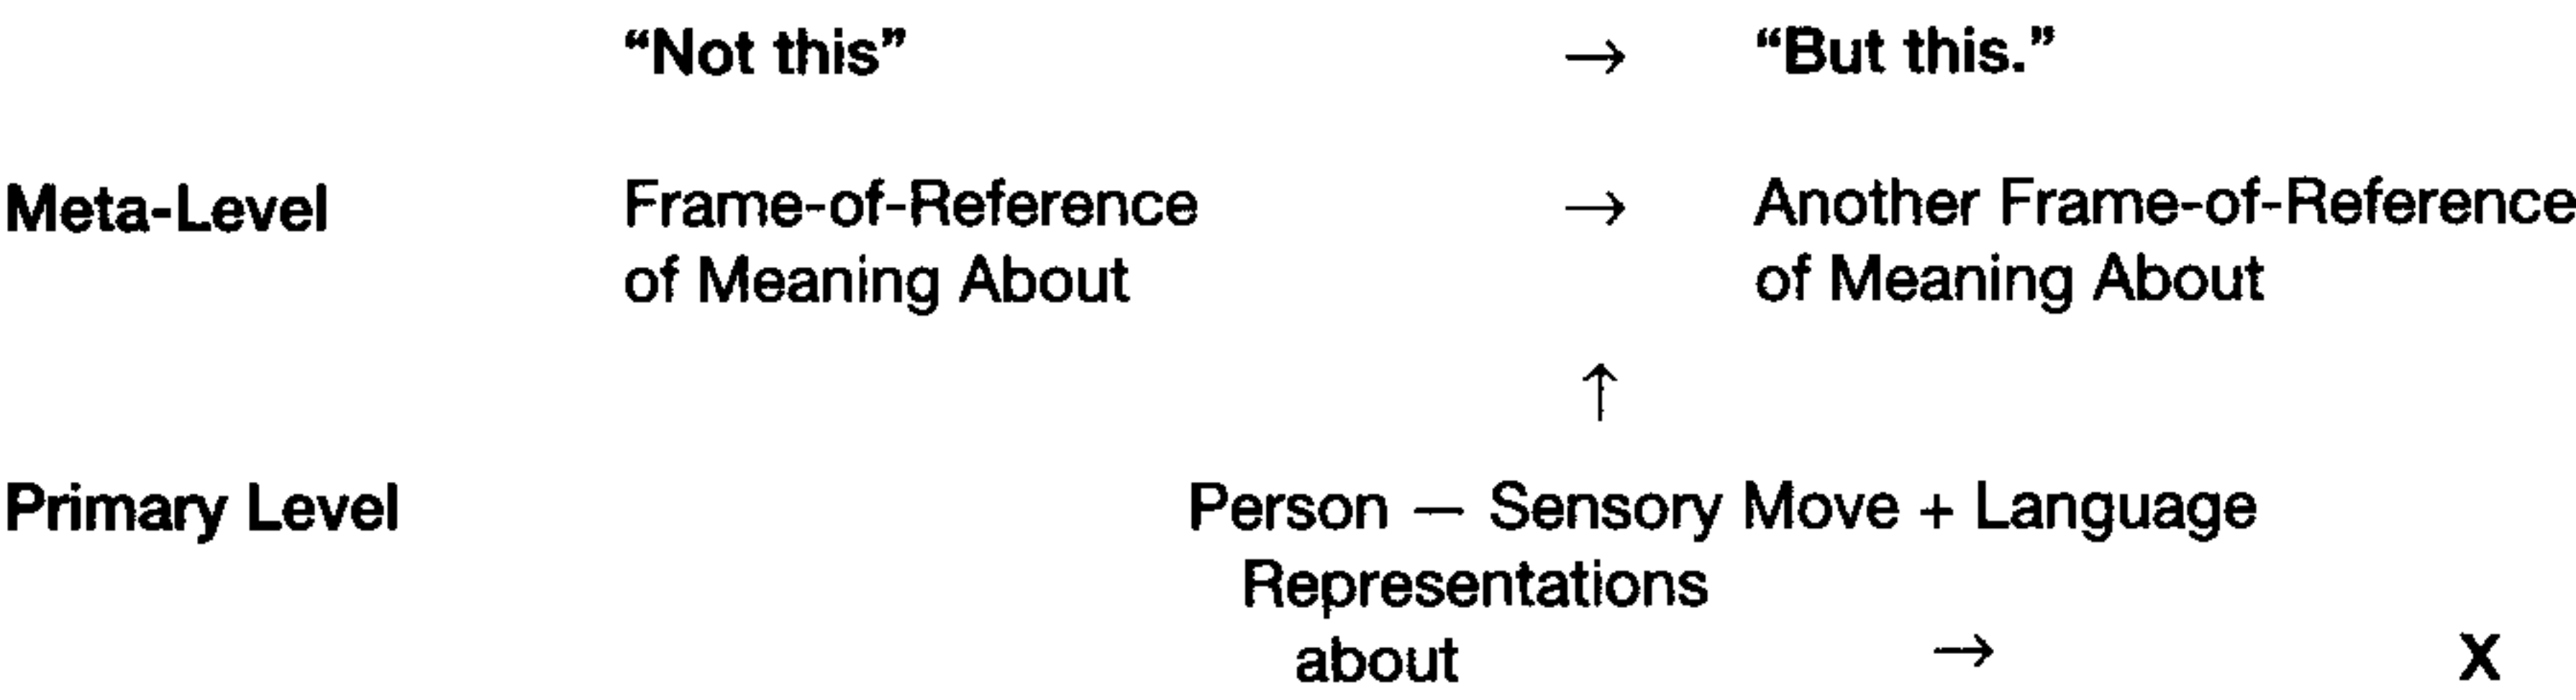 “Not this” → “But this.”
Meta-Level Frame-of-Reference → Another Frame-of-Reference
of Meaning About of Meaning About
↑
Primary Level Person – Sensory Move + Language
Representations
about → X